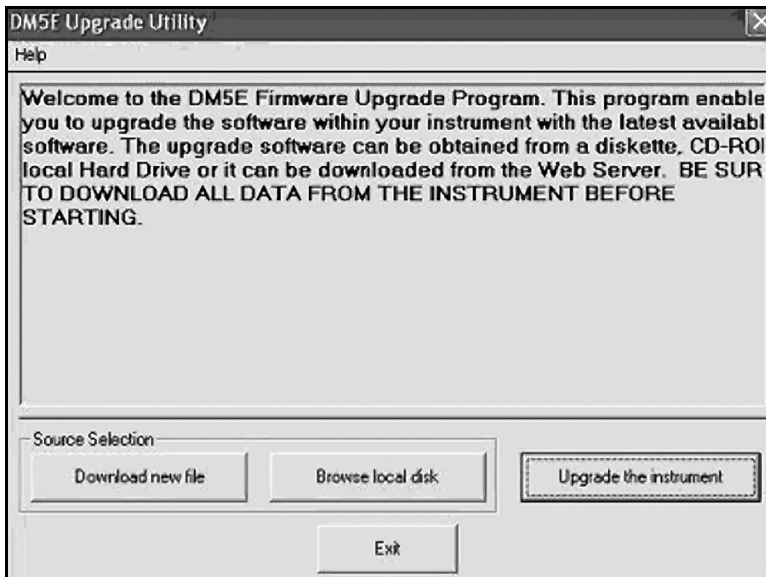 DM5E Upgrade Utility
Help
Welcome to the DM5E Firmware Upgrade Program. This program enable
you to upgrade the software within your instrument with the latest availabl
software. The upgrade software can be obtained from a diskette, CD-RO
local Hard Drive or it can be downloaded from the Web Server. BE SUR
TO DOWNLOAD ALL DATA FROM THE INSTRUMENT BEFORE
STARTING.
Source Selection
Download new file
Browse local disk
Upgrade the instrument
Exit